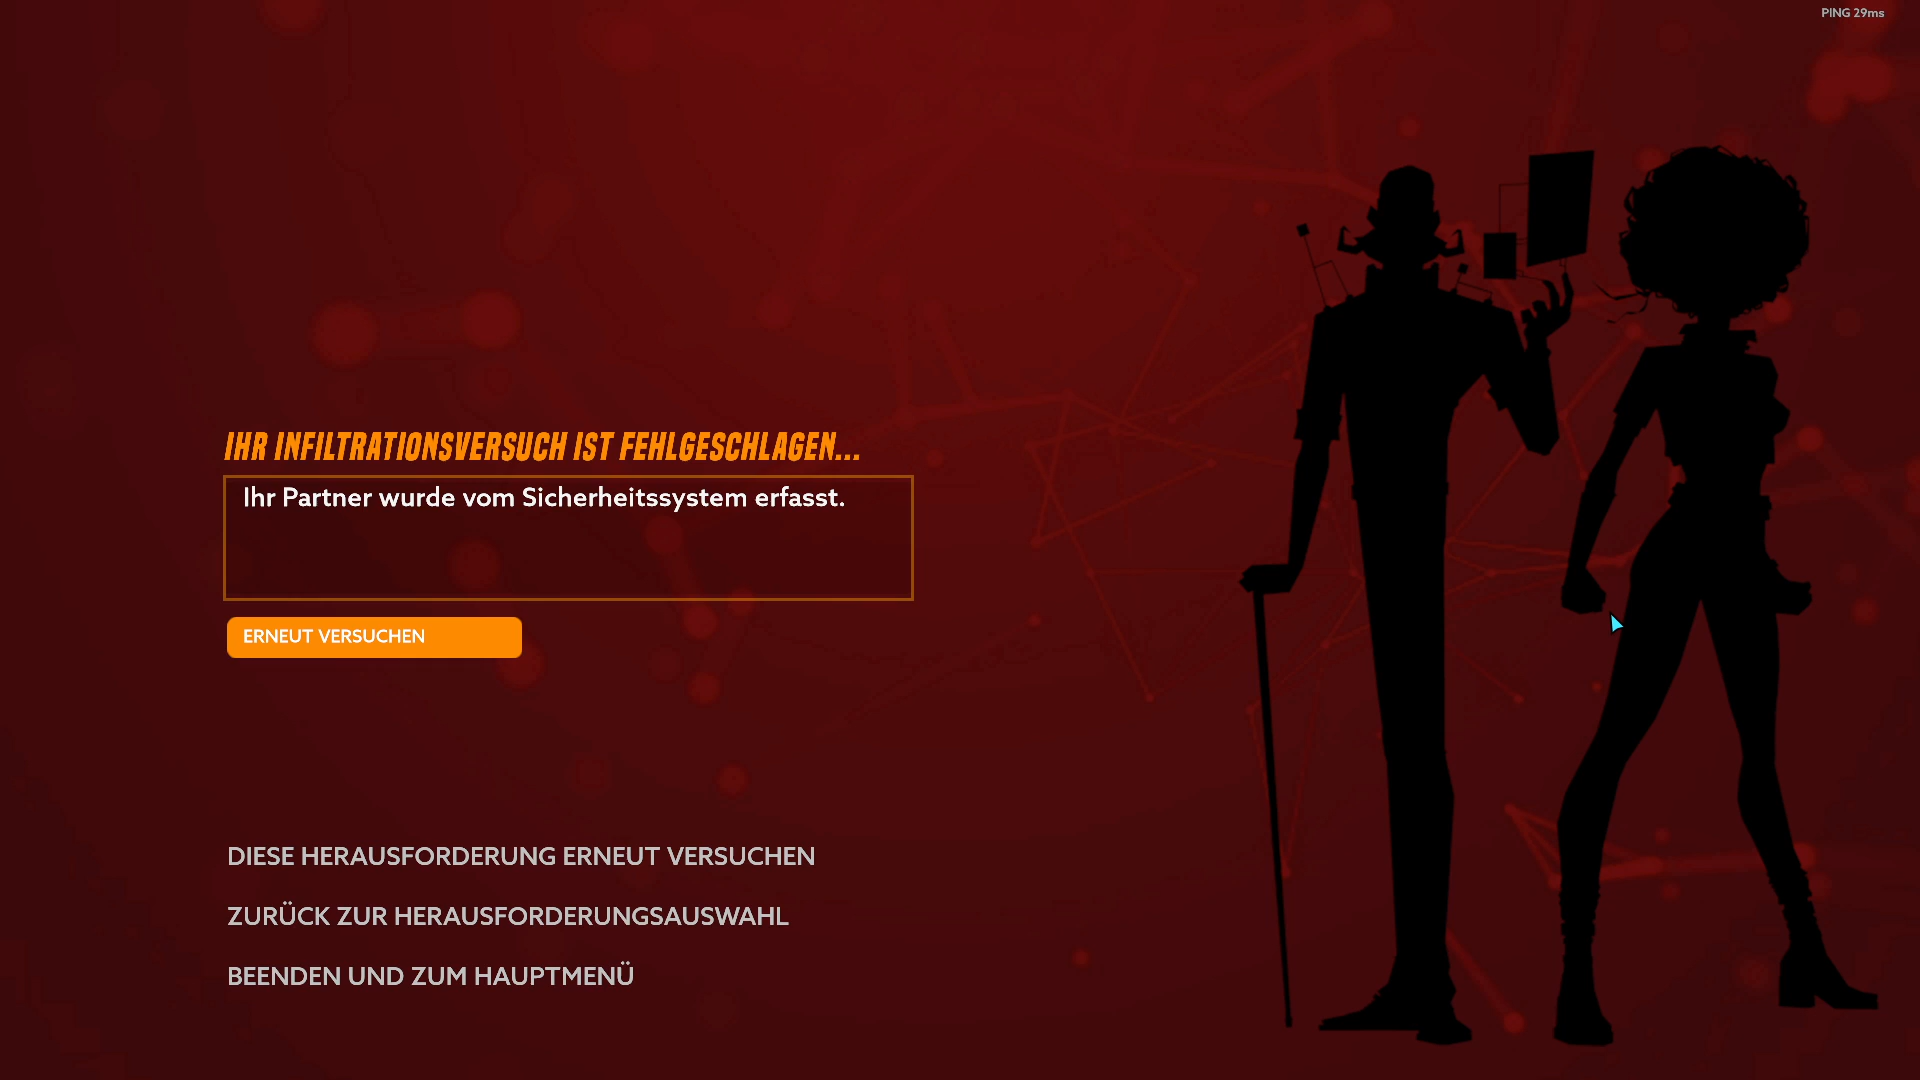 PING 29ms
IHR INFILTRATIONSVERSUCH IST FEHLGESCHLAGEN...
Ihr Partner wurde vom Sicherheitssystem erfasst.
ERNEUT VERSUCHEN
DIESE HERAUSFORDERUNG ERNEUT VERSUCHEN
ZURÜCK ZUR HERAUSFORDERUNGSAUSWAHL
BEENDEN UND ZUM HAUPTMENÜ